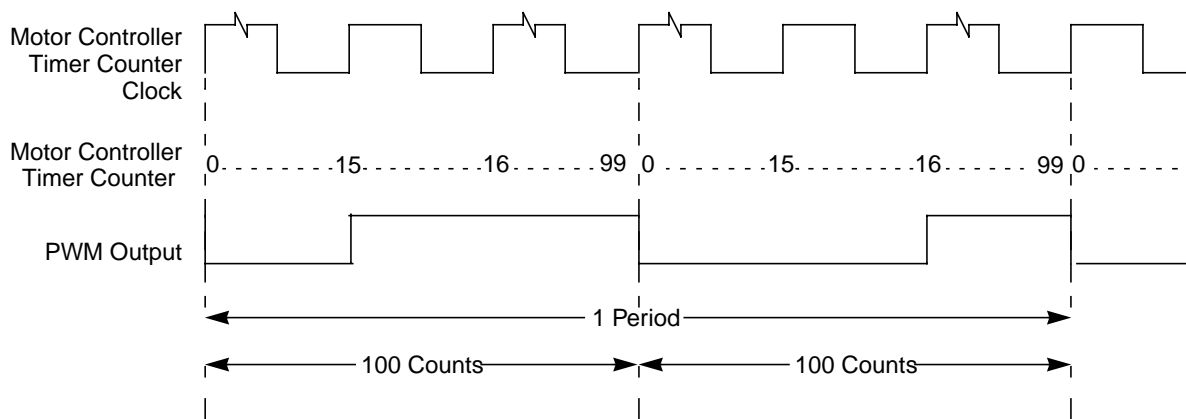 Motor Controller
Timer Counter
Clock
Motor Controller
Timer Counter
0 15 16 99 0 15 16 99 0
PWM Output
1 Period
100 Counts 100 Counts